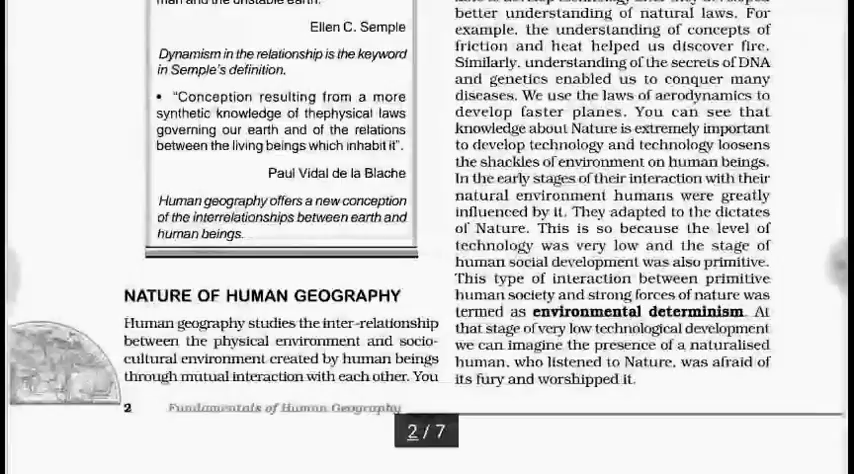 Ellen C. Semple
Dynamism in the relationship is the keyword
in Semple's definition.
• "Conception resulting from a more
synthetic knowledge of thephysical laws
governing our earth and of the relations
between the living beings which inhabit it".
Paul Vidal de la Blache
Human geography offers a new conception
of the interrelationships between earth and
human beings.
NATURE OF HUMAN GEOGRAPHY
Human geography studies the inter-relationship
between the physical environment and socio-
cultural environment created by human beings
through mutual interaction with each other. You
better understanding of natural laws. For
example, the understanding of concepts of
friction and heat helped us discover fire.
Similarly, understanding of the secrets of DNA
and genetics enabled us to conquer many
diseases. We use the laws of aerodynamics to
develop faster planes. You can see that
knowledge about Nature is extremely important
to develop technology and technology loosens
the shackles of environment on human beings.
In the early stages of their interaction with their
natural environment humans were greatly
influenced by it. They adapted to the dictates
of Nature. This is so because the level of
technology was very low and the stage of
human social development was also primitive.
This type of interaction between primitive
human society and strong forces of nature was
termed as environmental determinism. At
that stage of very low technological development
we can imagine the presence of a naturalised
human, who listened to Nature, was afraid of
its fury and worshipped it.
2 Fundamentals of Human Geography
2 / 7